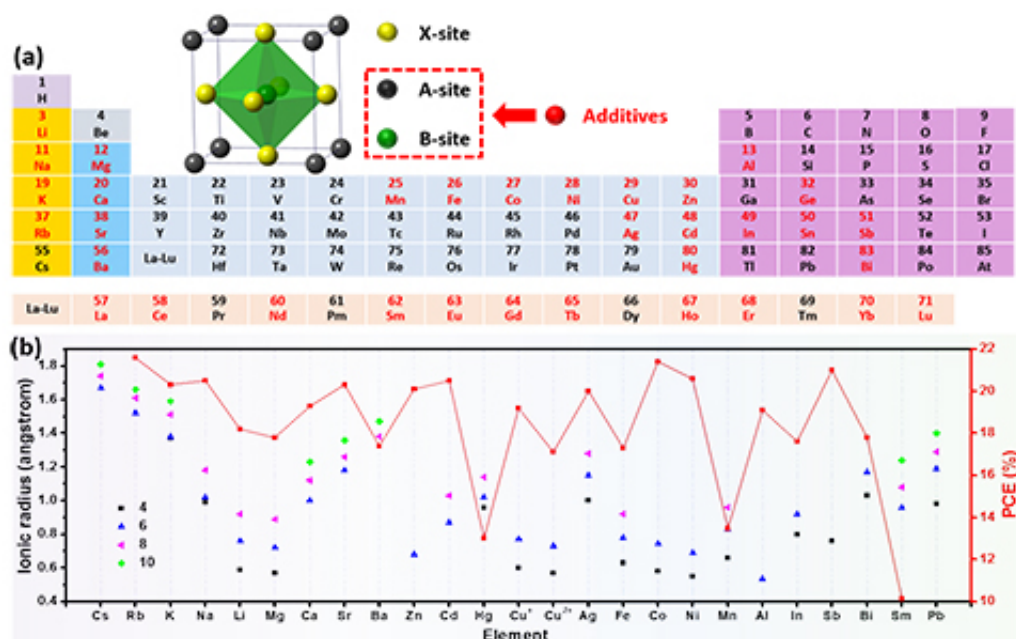 (a)
X-site
A-site
B-site
Additives
1
H
3 4 5 6 7 8 9
Li Be B C N O F
11 12 13 14 15 16 17
Na Mg Al Si P S Cl
19 20 21 22 23 24 25 26 27 28 29 30 31 32 33 34 35
K Ca Sc Ti V Cr Mn Fe Co Ni Cu Zn Ga Ge As Se Br
37 38 39 40 41 42 43 44 45 46 47 48 49 50 51 52 53
Rb Sr Y Zr Nb Mo Tc Ru Rh Pd Ag Cd In Sn Sb Te I
55 56 La-Lu 72 73 74 75 76 77 78 79 80 81 82 83 84 85
Cs Ba Hf Ta W Re Os Ir Pt Au Hg Tl Pb Bi Po At
La-Lu 57 58 59 60 61 62 63 64 65 66 67 68 69 70 71
La Ce Pr Nd Pm Sm Eu Gd Tb Dy Ho Er Tm Yb Lu
(b)
Ionic radius (angstrom)
1.8
1.6
1.4
1.2
1.0
0.8
0.6
0.4
4
6
8
10
22
20
18
16
14
12
10
PCE (%)
Cs Rb K Na Li Mg Ca Sr Ba Zn Cd Hg Cu⁺ Cu²⁺ Ag Fe Co Ni Mn Al In Sb Bi Sm Pb
Element